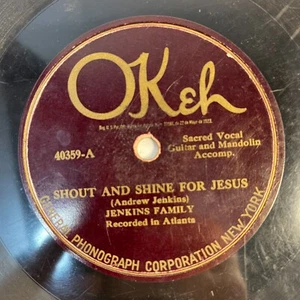 OKeh
40359-A
Sacred Vocal
Guitar and Mandolin
Accomp.
SHOUT AND SHINE FOR JESUS
(Andrew Jenkins)
JENKINS FAMILY
Recorded in Atlanta
GENERAL PHONOGRAPH CORPORATION NEW YORK